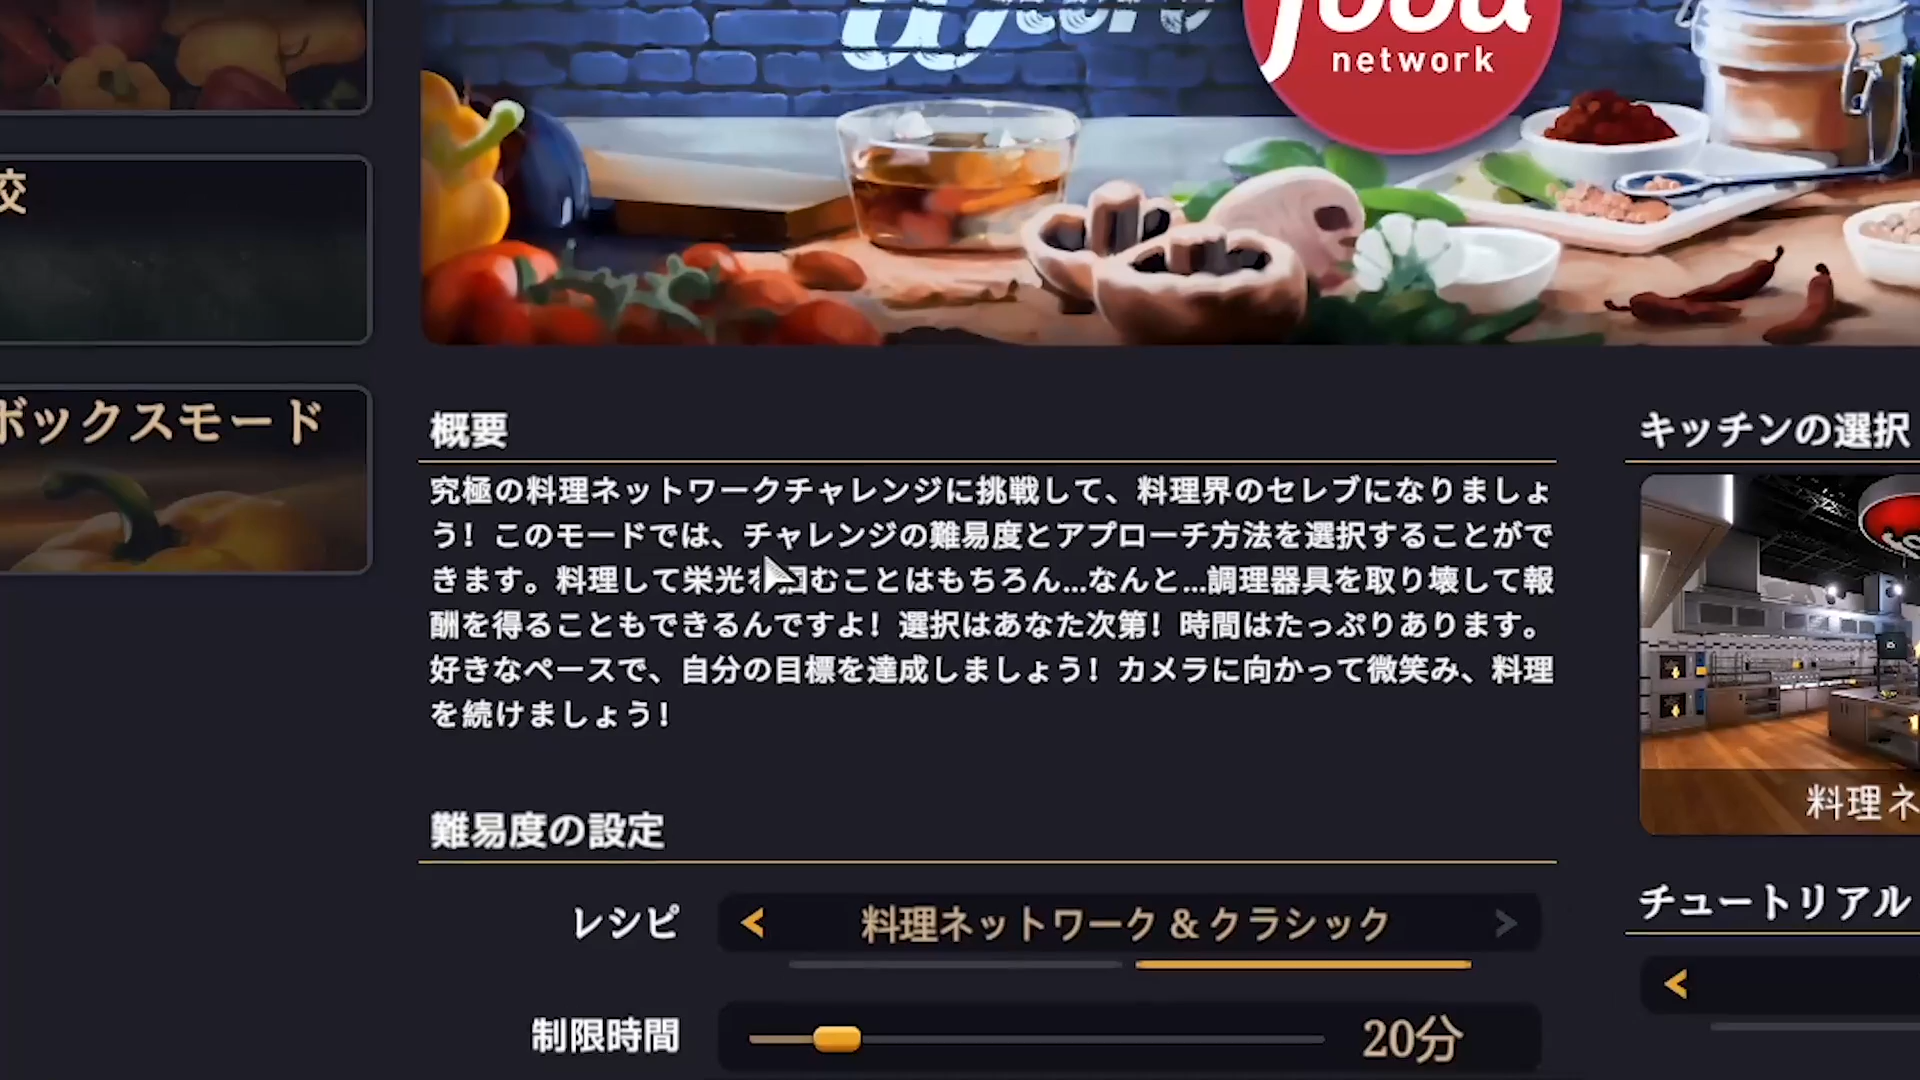 food
network
校
ボックスモード
概要
究極の料理ネットワークチャレンジに挑戦して、料理界のセレブになりましょ
う！このモードでは、チャレンジの難易度とアプローチ方法を選択することがで
きます。料理して栄光を掴むことはもちろん...なんと...調理器具を取り壊して報
酬を得ることもできるんですよ！選択はあなた次第！時間はたっぷりあります。
好きなペースで、自分の目標を達成しましょう！カメラに向かって微笑み、料理
を続けましょう！
キッチンの選択
料理ネ
難易度の設定
レシピ
料理ネットワーク & クラシック
制限時間
20分
チュートリアル